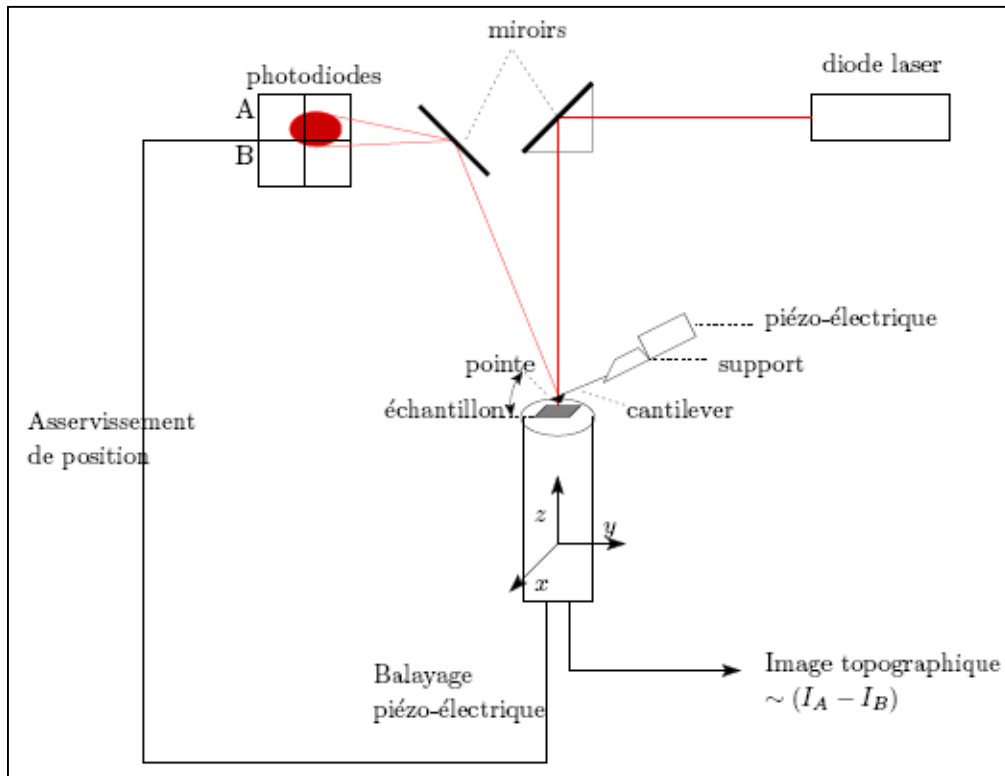 miroirs
photodiodes
diode laser
A
B
piézo-électrique
pointe
support
échantillon
cantilever
Asservissement
de position
z
y
x
Balayage
piézo-électrique
Image topographique
∼ (I_A − I_B)